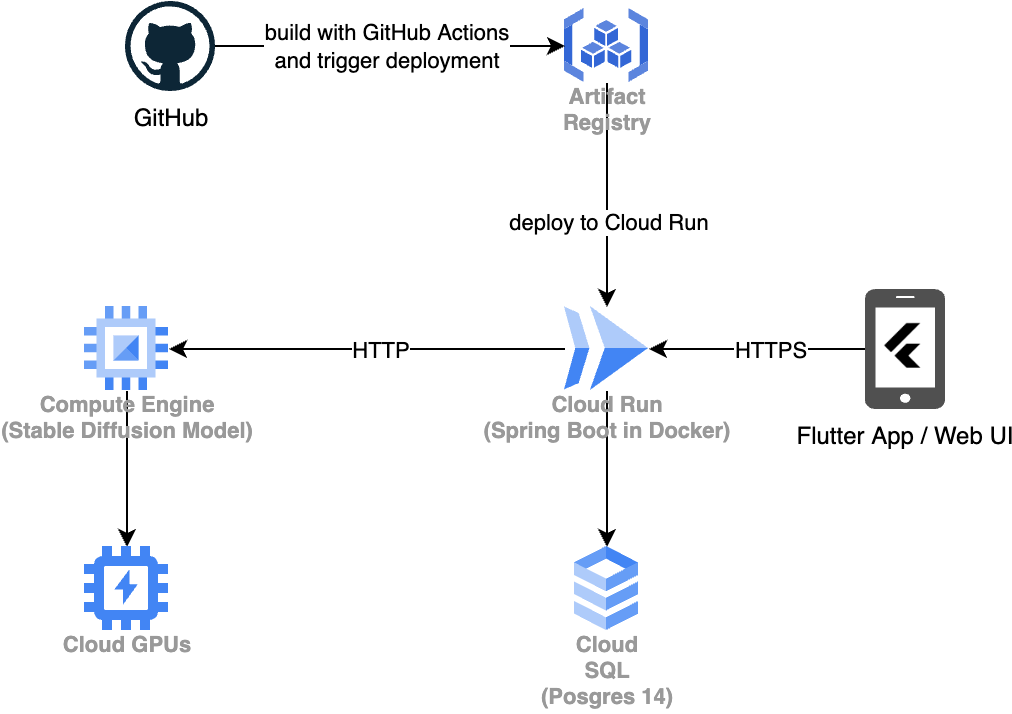 build with GitHub Actions
and trigger deployment
GitHub
Artifact
Registry
deploy to Cloud Run
HTTP
HTTPS
Compute Engine
(Stable Diffusion Model)
Cloud Run
(Spring Boot in Docker)
Flutter App / Web UI
Cloud GPUs
Cloud
SQL
(Posgres 14)